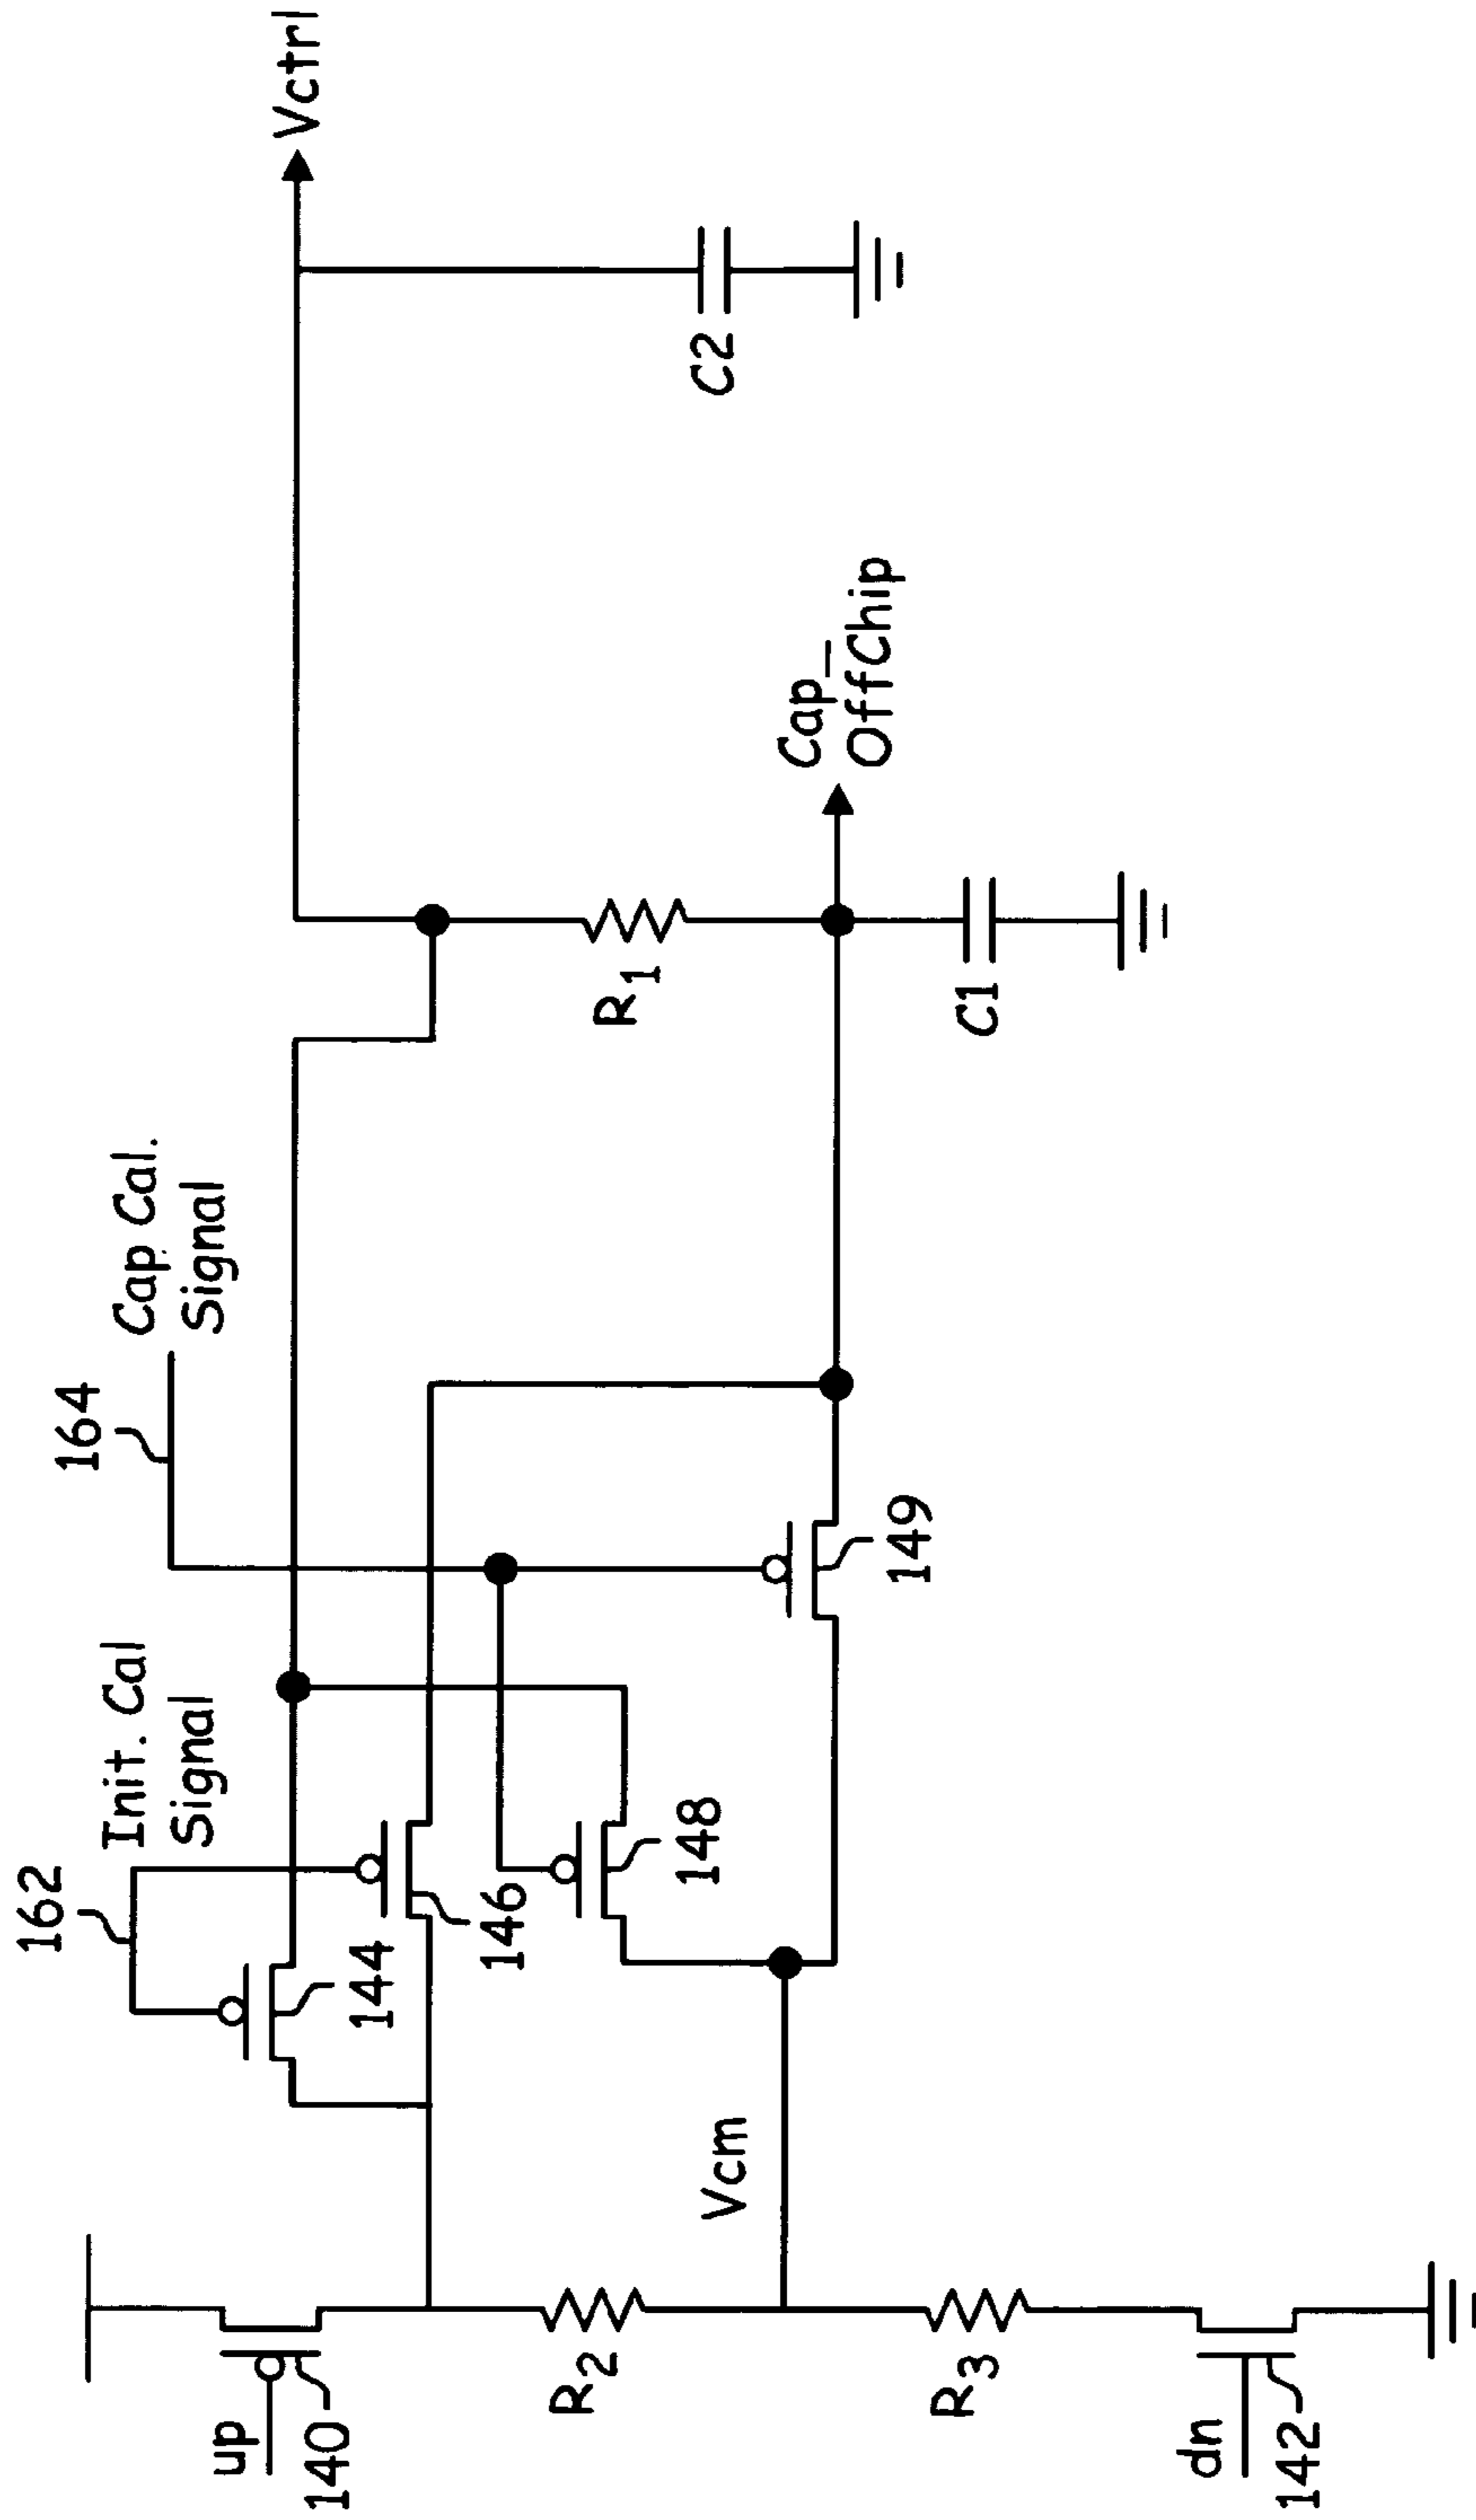 162
Init. Cal
Signal
164
Cap Cal.
Signal
Vctrl
up
140
144
146
148
149
R2
Vcm
R3
dn
142
R1
Cap_
OffChip
C1
C2